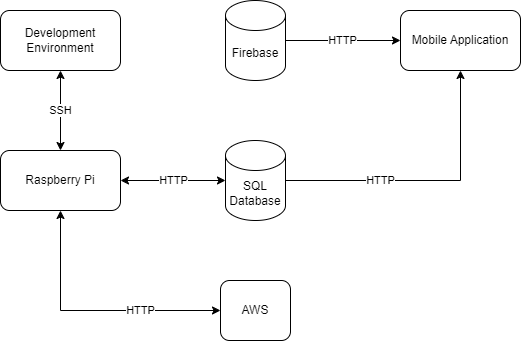 Development
Environment
Firebase
HTTP
Mobile Application
SSH
Raspberry Pi
HTTP
SQL
Database
HTTP
HTTP
AWS